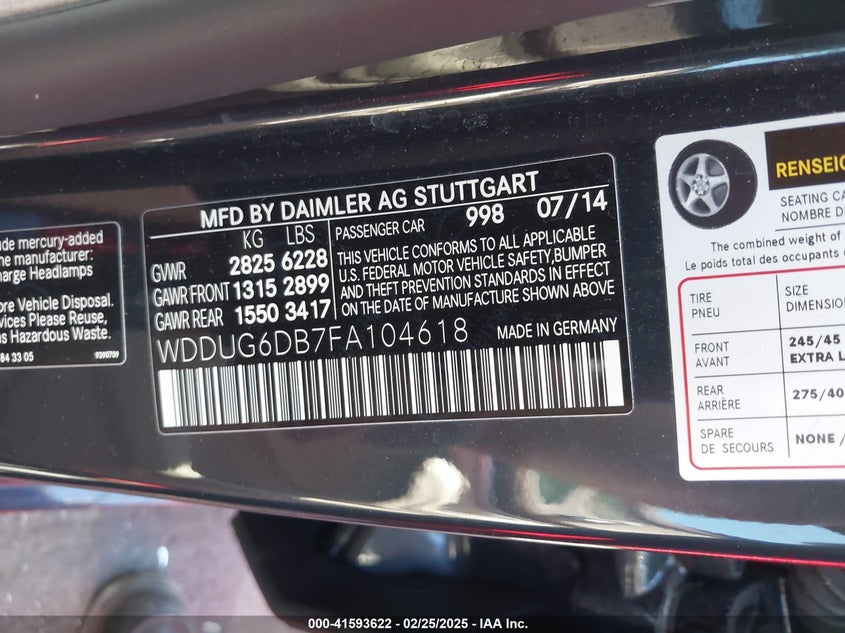 ude mercury-added
ne manufacturer:
harge Headlamps
ore Vehicle Disposal.
vices Please Reuse,
s Hazardous Waste.
84 33 05 9390709
MFD BY DAIMLER AG STUTTGART
KG LBS
GVWR 2825 6228
GAWR FRONT 1315 2899
GAWR REAR 1550 3417
PASSENGER CAR 998 07/14
THIS VEHICLE CONFORMS TO ALL APPLICABLE
U.S. FEDERAL MOTOR VEHICLE SAFETY,BUMPER
AND THEFT PREVENTION STANDARDS IN EFFECT
ON THE DATE OF MANUFACTURE SHOWN ABOVE
WDDUG6DB7FA104618 MADE IN GERMANY
RENSEIG
SEATING CA
NOMBRE D'
The combined weight of
Le poids total des occupants
TIRE
PNEU
SIZE
DIMENSION
FRONT
AVANT
245/45
EXTRA L
REAR
ARRIÈRE
275/40
SPARE
DE SECOURS
NONE /
000-41593622 - 02/25/2025 - IAA Inc.